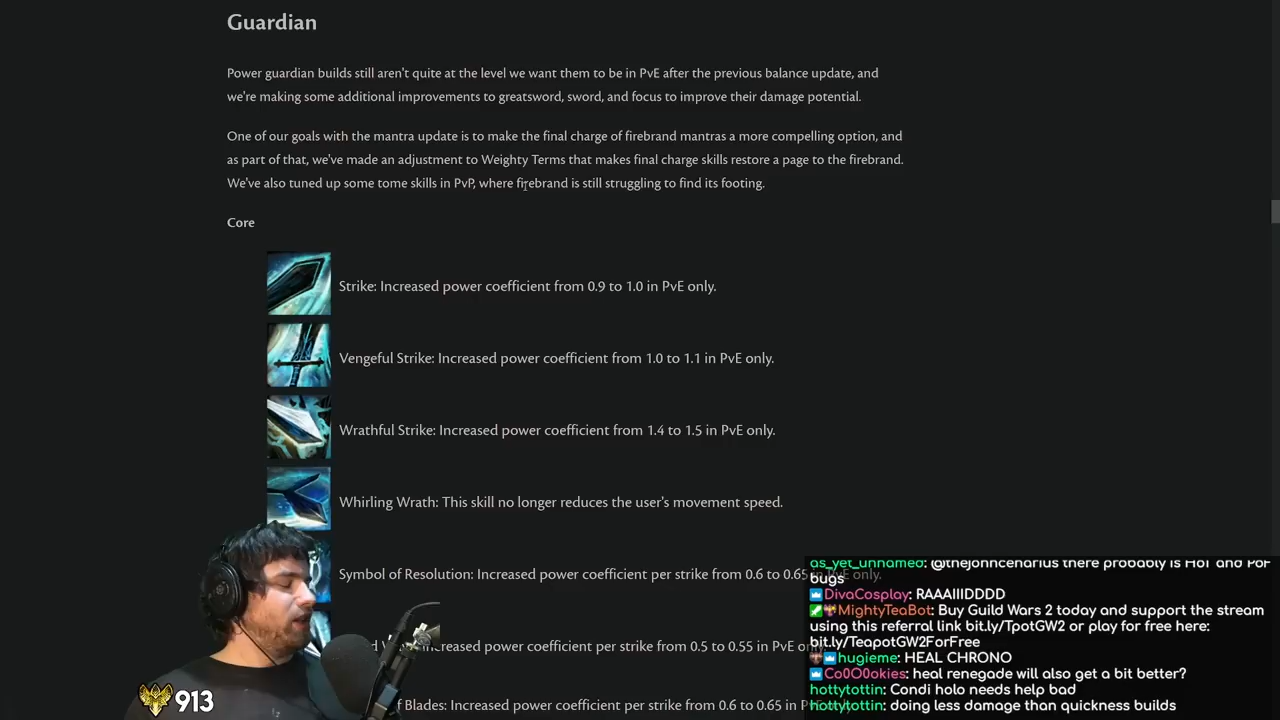 Guardian
Power guardian builds still aren't quite at the level we want them to be in PvE after the previous balance update, and
we're making some additional improvements to greatsword, sword, and focus to improve their damage potential.
One of our goals with the mantra update is to make the final charge of firebrand mantras a more compelling option, and
as part of that, we've made an adjustment to Weighty Terms that makes final charge skills restore a page to the firebrand.
We've also tuned up some tome skills in PvP, where firebrand is still struggling to find its footing.
Core
Strike: Increased power coefficient from 0.9 to 1.0 in PvE only.
Vengeful Strike: Increased power coefficient from 1.0 to 1.1 in PvE only.
Wrathful Strike: Increased power coefficient from 1.4 to 1.5 in PvE only.
Whirling Wrath: This skill no longer reduces the user's movement speed.
Symbol of Resolution: Increased power coefficient per strike from 0.6 to 0.65 in PvE only.
Increased power coefficient per strike from 0.5 to 0.55 in PvE only
of Blades: Increased power coefficient per strike from 0.6 to 0.65 in
as_yet_unnamed: @thejohncenarius there probably is HoT and PoF
bugs
DivaCosplay: RAAAIIIDDDD
MightyTeaBot: Buy Guild Wars 2 today and support the stream
using this referral link bit.ly/TpotGW2 or play for free here:
bit.ly/TeapotGW2ForFree
hugieme: HEAL CHRONO
Co0O0okies: heal renegade will also get a bit better?
hottytottin: Condi holo needs help bad
hottytottin: doing less damage than quickness builds
913